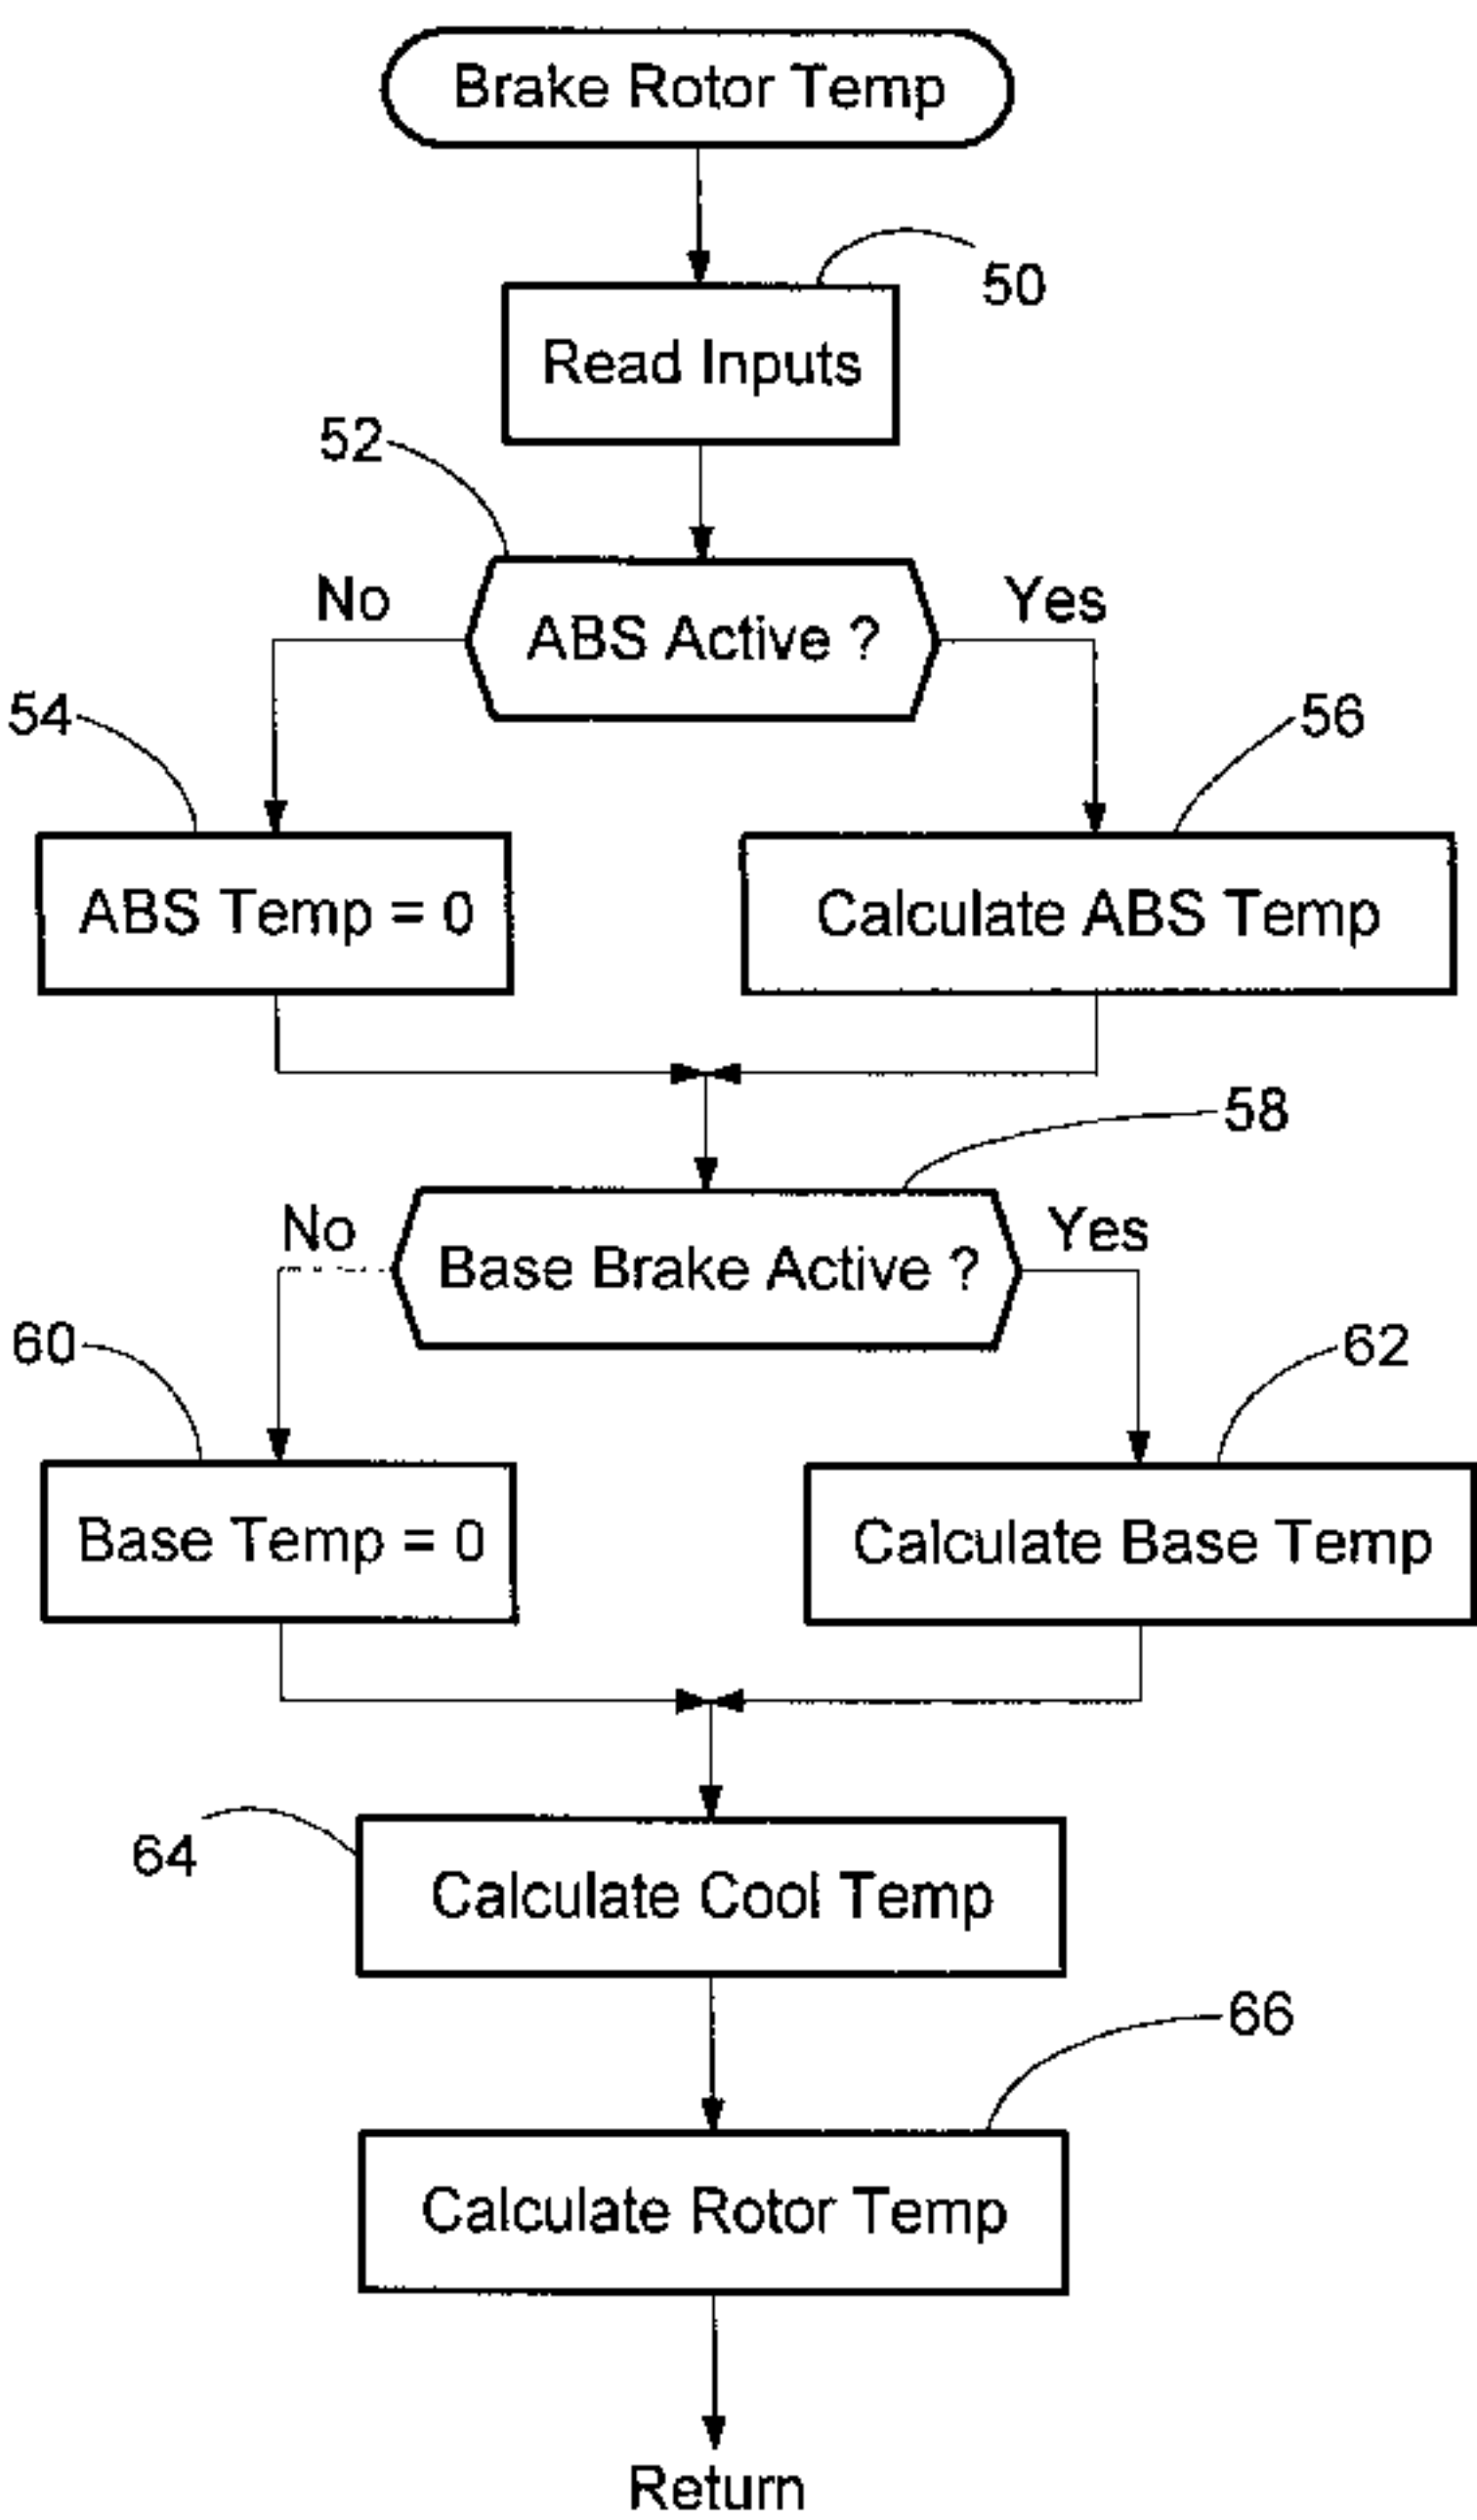 Brake Rotor Temp
50
Read Inputs
52
No
Yes
ABS Active ?
54
56
ABS Temp = 0
Calculate ABS Temp
58
No
Yes
Base Brake Active ?
60
62
Base Temp = 0
Calculate Base Temp
64
Calculate Cool Temp
66
Calculate Rotor Temp
Return